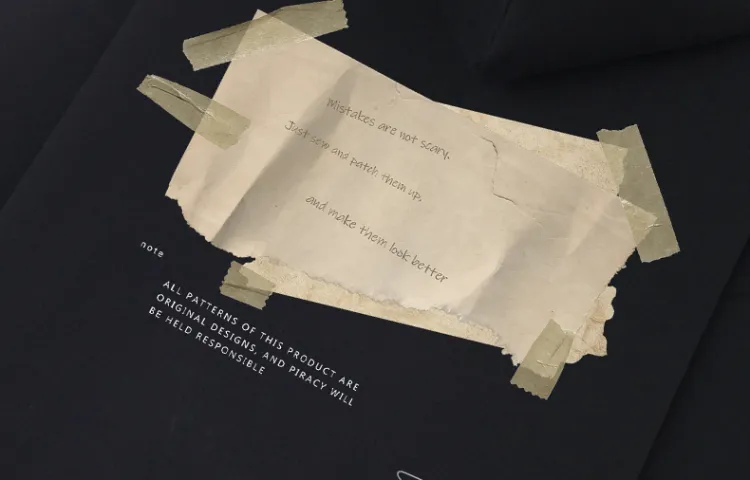 Mistakes are not scary.
Just sew and patch them up,
and make them look better
note
ALL PATTERNS OF THIS PRODUCT ARE
ORIGINAL DESIGNS, AND PIRACY WILL
BE HELD RESPONSIBLE